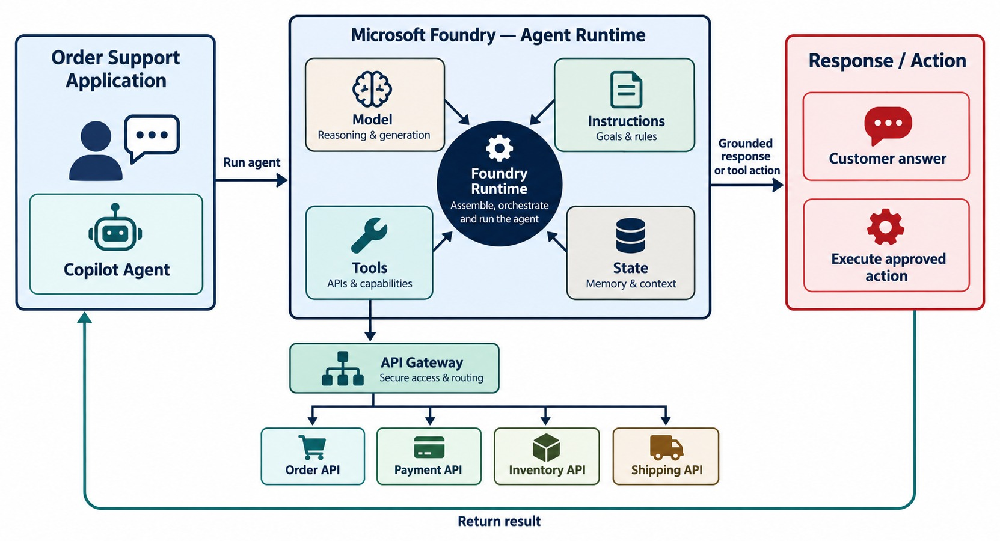 Order Support
Application
Copilot Agent
Run agent
Microsoft Foundry — Agent Runtime
Model
Reasoning & generation
Instructions
Goals & rules
Foundry
Runtime
Assemble, orchestrate
and run the agent
Tools
APIs & capabilities
State
Memory & context
Grounded
response
or tool action
Response / Action
Customer answer
Execute approved
action
API Gateway
Secure access & routing
Order API
Payment API
Inventory API
Shipping API
Return result